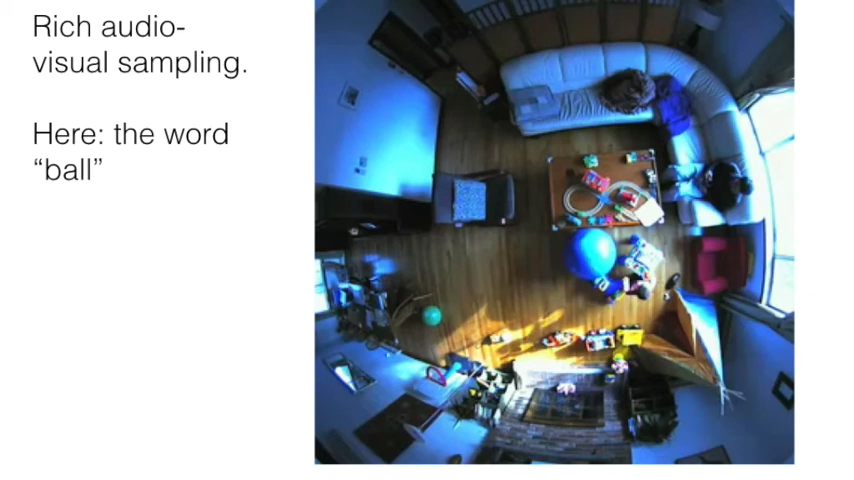 Rich audio-
visual sampling.
Here: the word
“ball”